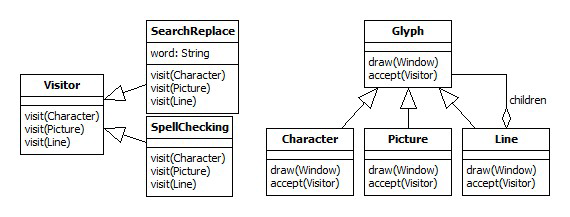 Visitor
visit(Character)
visit(Picture)
visit(Line)
SearchReplace
word: String
visit(Character)
visit(Picture)
visit(Line)
SpellChecking
visit(Character)
visit(Picture)
visit(Line)
Glyph
draw(Window)
accept(Visitor)
children
Character
draw(Window)
accept(Visitor)
Picture
draw(Window)
accept(Visitor)
Line
draw(Window)
accept(Visitor)